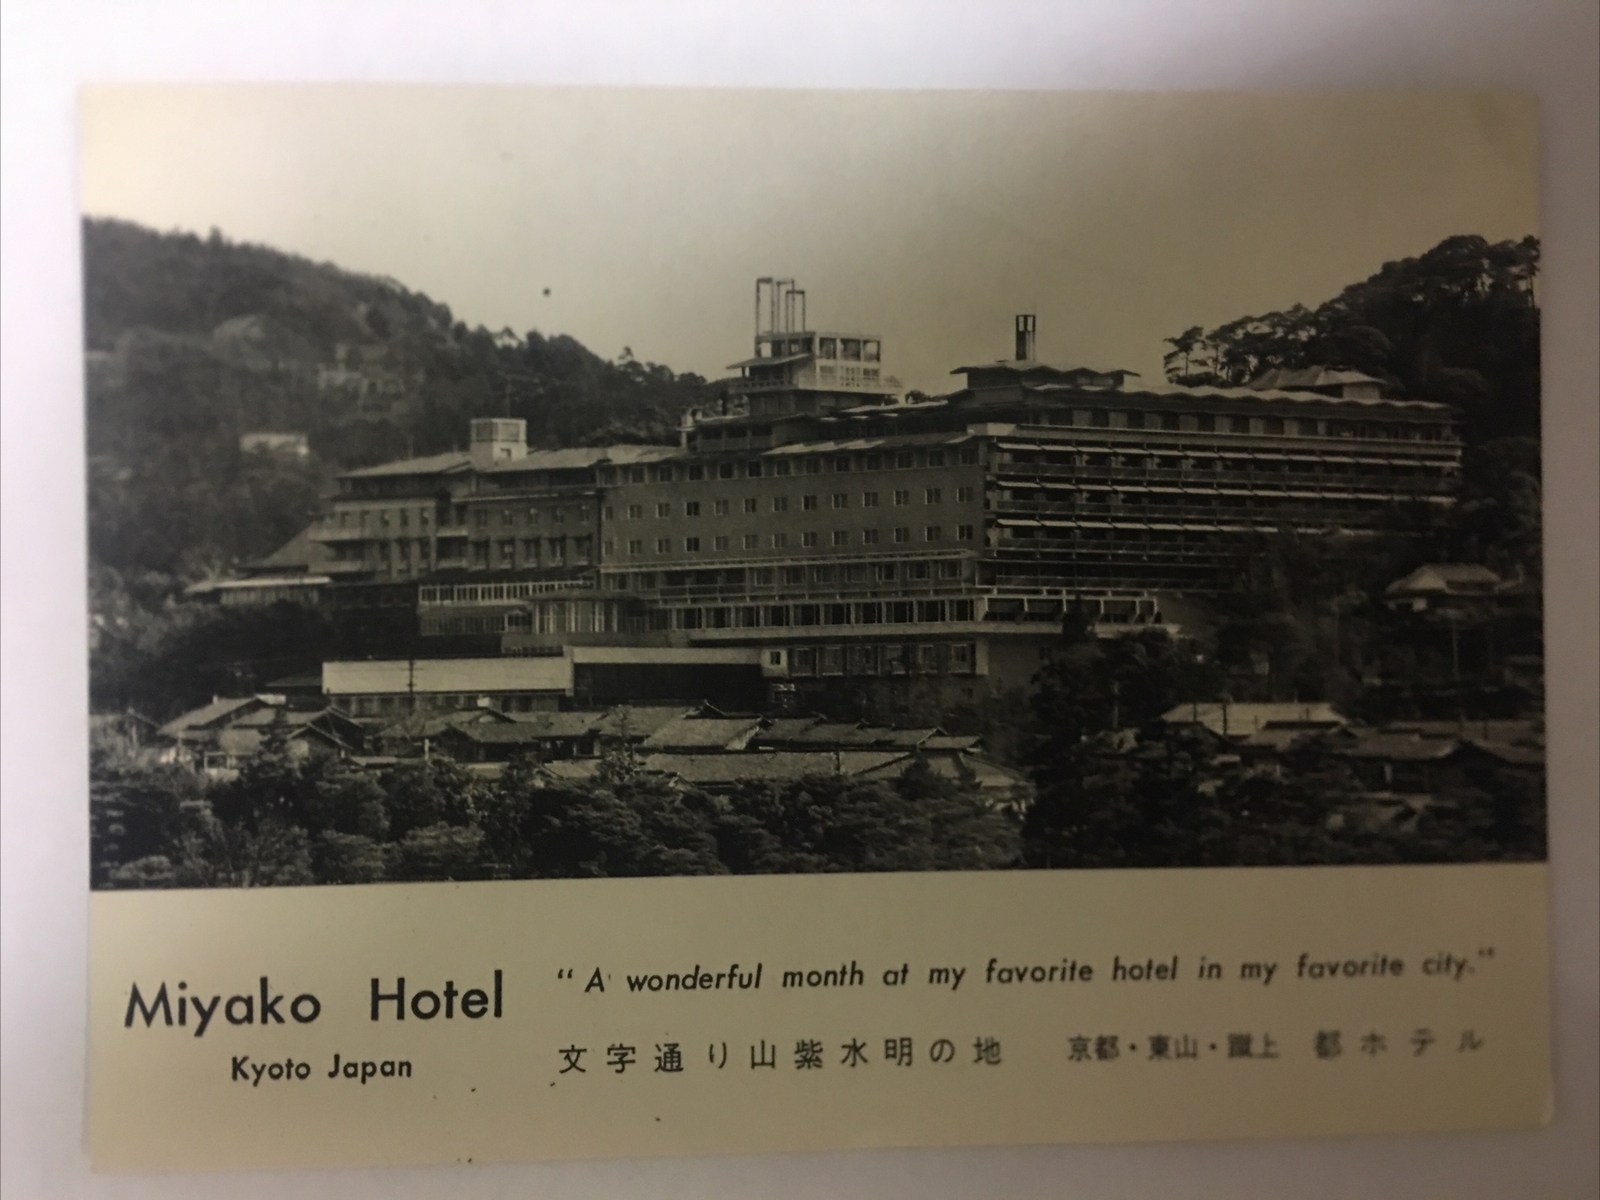 Miyako Hotel
Kyoto Japan
"A wonderful month at my favorite hotel in my favorite city."
文字通り山紫水明の地 京都・東山・蹴上 都ホテル